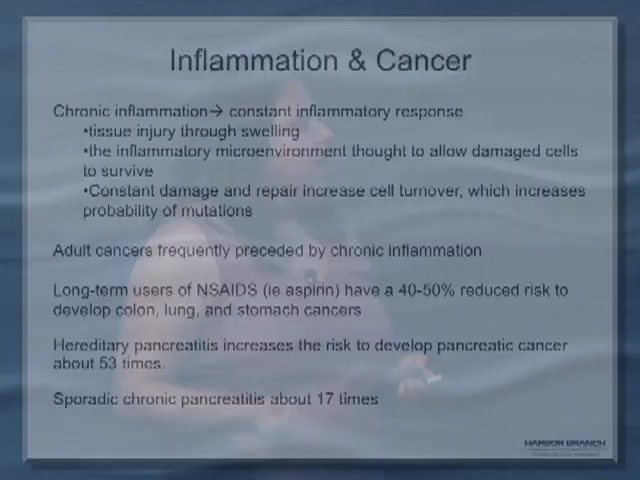 Inflammation & Cancer
Chronic inflammation→ constant inflammatory response
•tissue injury through swelling
•the inflammatory microenvironment thought to allow damaged cells
to survive
•Constant damage and repair increase cell turnover, which increases
probability of mutations
Adult cancers frequently preceded by chronic inflammation
Long-term users of NSAIDS (ie aspirin) have a 40-50% reduced risk to
develop colon, lung, and stomach cancers
Hereditary pancreatitis increases the risk to develop pancreatic cancer
about 53 times.
Sporadic chronic pancreatitis about 17 times
HARBOR BRANCH